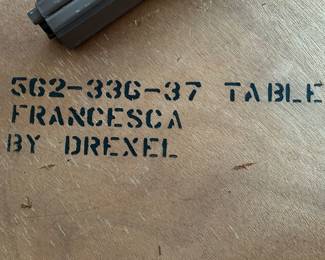 562-336-37 TABLE
FRANCESCA
BY DREXEL